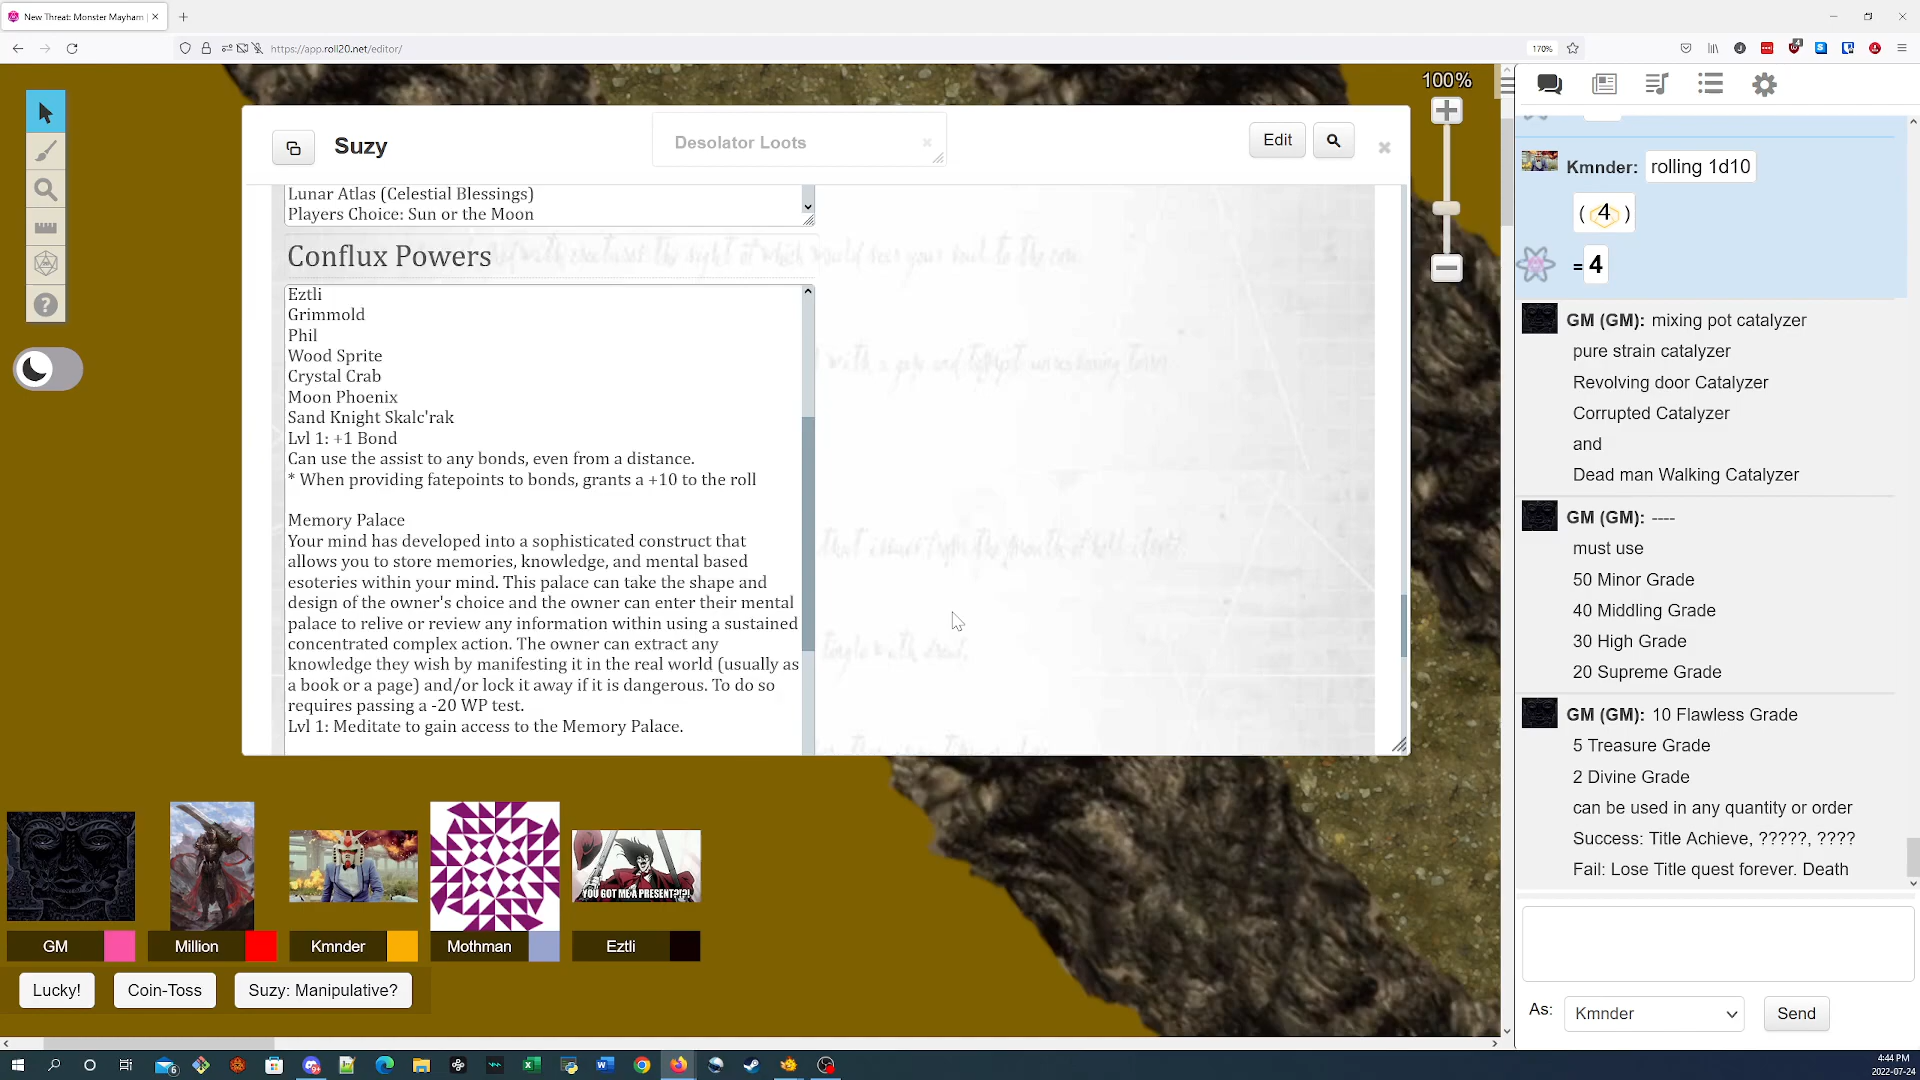 New Threat: Monster Mayham
https://app.roll20.net/editor/
170%
4
100%
Suzy
Desolator Loots
Edit
Lunar Atlas (Celestial Blessings)
Players Choice: Sun or the Moon
Conflux Powers
Eztli
Grimmold
Phil
Wood Sprite
Crystal Crab
Moon Phoenix
Sand Knight Skalc'rak
Lvl 1: +1 Bond
Can use the assist to any bonds, even from a distance.
* When providing fatepoints to bonds, grants a +10 to the roll
Memory Palace
Your mind has developed into a sophisticated construct that
allows you to store memories, knowledge, and mental based
esoteries within your mind. This palace can take the shape and
design of the owner's choice and the owner can enter their mental
palace to relive or review any information within using a sustained
concentrated complex action. The owner can extract any
knowledge they wish by manifesting it in the real world (usually as
a book or a page) and/or lock it away if it is dangerous. To do so
requires passing a -20 WP test.
Lvl 1: Meditate to gain access to the Memory Palace.
Kmnder: rolling 1d10
( 4 )
= 4
GM (GM): mixing pot catalyzer
pure strain catalyzer
Revolving door Catalyzer
Corrupted Catalyzer
and
Dead man Walking Catalyzer
GM (GM): ----
must use
50 Minor Grade
40 Middling Grade
30 High Grade
20 Supreme Grade
GM (GM): 10 Flawless Grade
5 Treasure Grade
2 Divine Grade
can be used in any quantity or order
Success: Title Achieve, ?????, ????
Fail: Lose Title quest forever. Death
YOU GOT ME A PRESENT?!?!
GM
Million
Kmnder
Mothman
Eztli
Lucky!
Coin-Toss
Suzy: Manipulative?
As:
Kmnder
Send
4:44 PM
2022-07-24